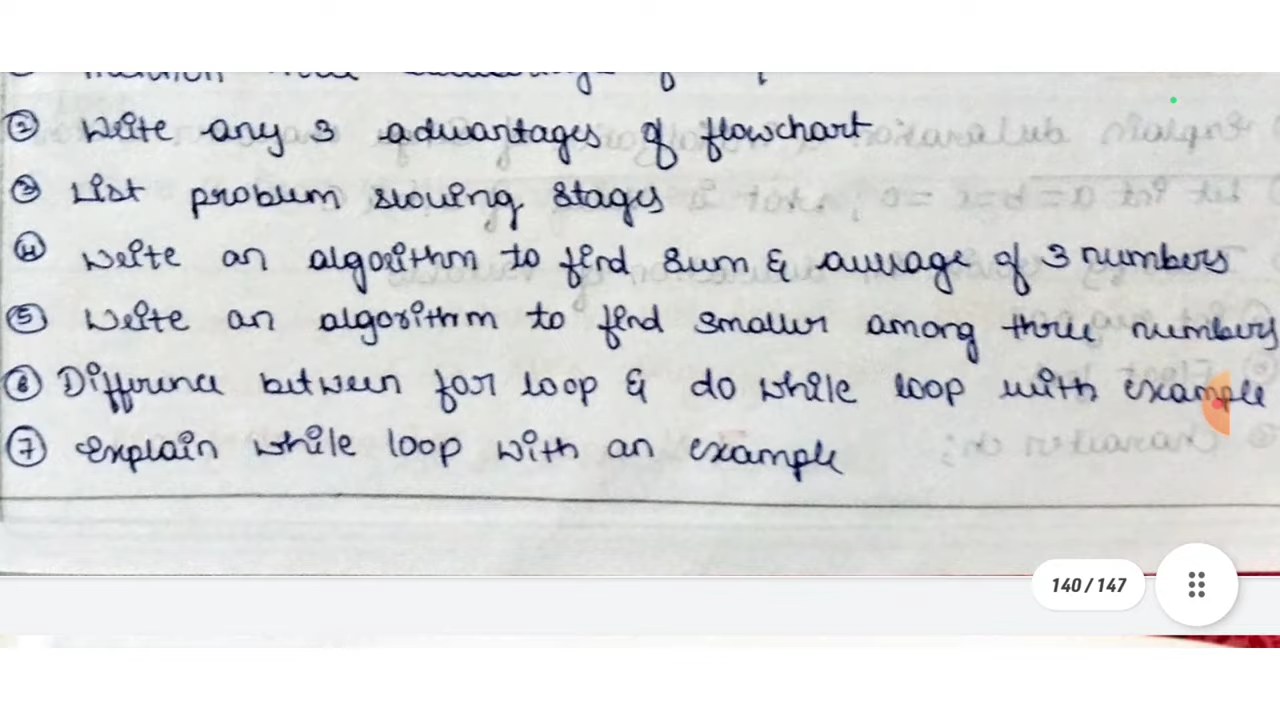 ② Write any 3 advantages of flowchart
③ List problem slowing stages
④ Write an algorithm to find sum & average of 3 numbers
⑤ Write an algorithm to find smaller among three numbers
⑥ Difference between for loop & do while loop with example
⑦ Explain while loop with an example
140 / 147